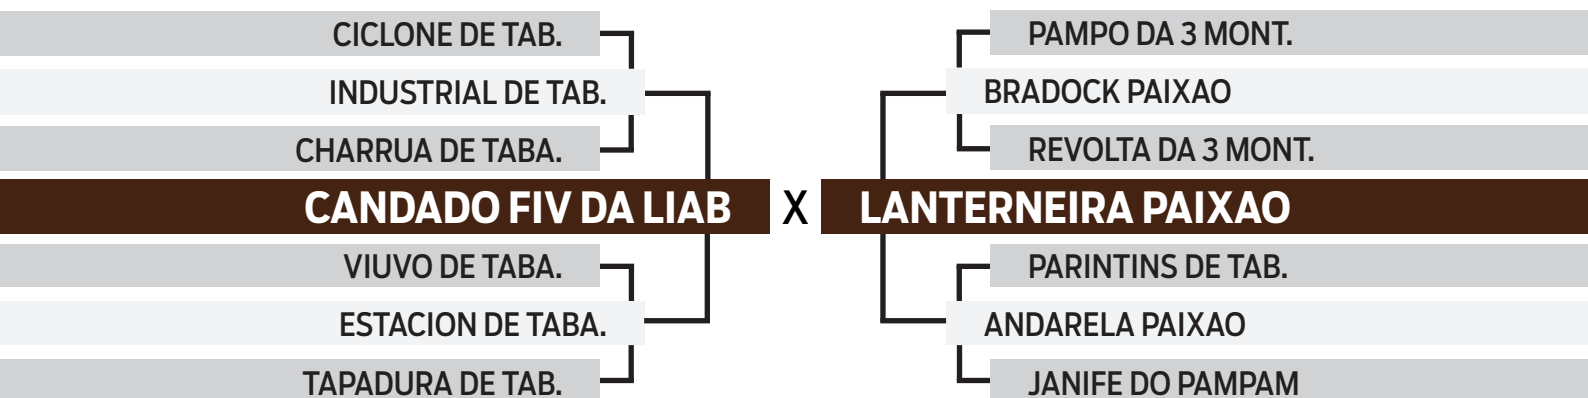 CICLONE DE TAB.
INDUSTRIAL DE TAB.
CHARRUA DE TABA.
PAMPO DA 3 MONT.
BRADOCK PAIXAO
REVOLTA DA 3 MONT.
CANDADO FIV DA LIAB X LANTERNEIRA PAIXAO
VIUVO DE TABA.
ESTACION DE TABA.
TAPADURA DE TAB.
PARINTINS DE TAB.
ANDARELA PAIXAO
JANIFE DO PAMPAM